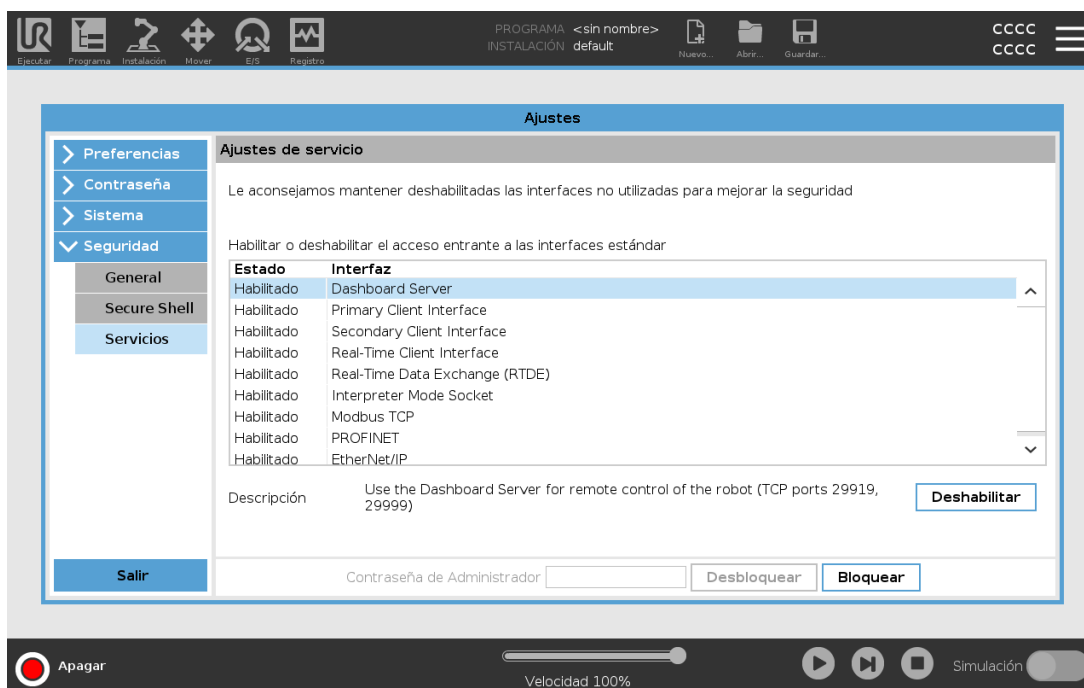 PROGRAMA <sin nombre>
INSTALACIÓN default
CCCC
CCCC
Ejecutar Programa Instalación Mover E/S Registro Nuevo... Abrir... Guardar...
Ajustes
Preferencias
Contraseña
Sistema
Seguridad
General
Secure Shell
Servicios
Salir
Ajustes de servicio
Le aconsejamos mantener deshabilitadas las interfaces no utilizadas para mejorar la seguridad
Habilitar o deshabilitar el acceso entrante a las interfaces estándar
Estado Interfaz
Habilitado Dashboard Server
Habilitado Primary Client Interface
Habilitado Secondary Client Interface
Habilitado Real-Time Client Interface
Habilitado Real-Time Data Exchange (RTDE)
Habilitado Interpreter Mode Socket
Habilitado Modbus TCP
Habilitado PROFINET
Habilitado EtherNet/IP
Descripción
Use the Dashboard Server for remote control of the robot (TCP ports 29919,
29999)
Deshabilitar
Contraseña de Administrador Desbloquear Bloquear
Apagar
Velocidad 100%
Simulación